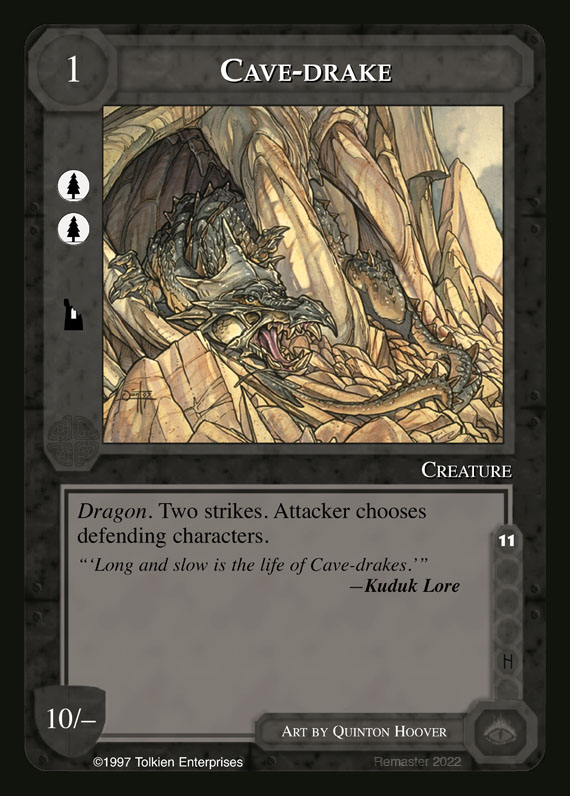 1
CAVE-DRAKE
CREATURE
Dragon. Two strikes. Attacker chooses
defending characters.
“‘Long and slow is the life of Cave-drakes.’”
—Kuduk Lore
11
10/–
ART BY QUINTON HOOVER
©1997 Tolkien Enterprises
Remaster 2022